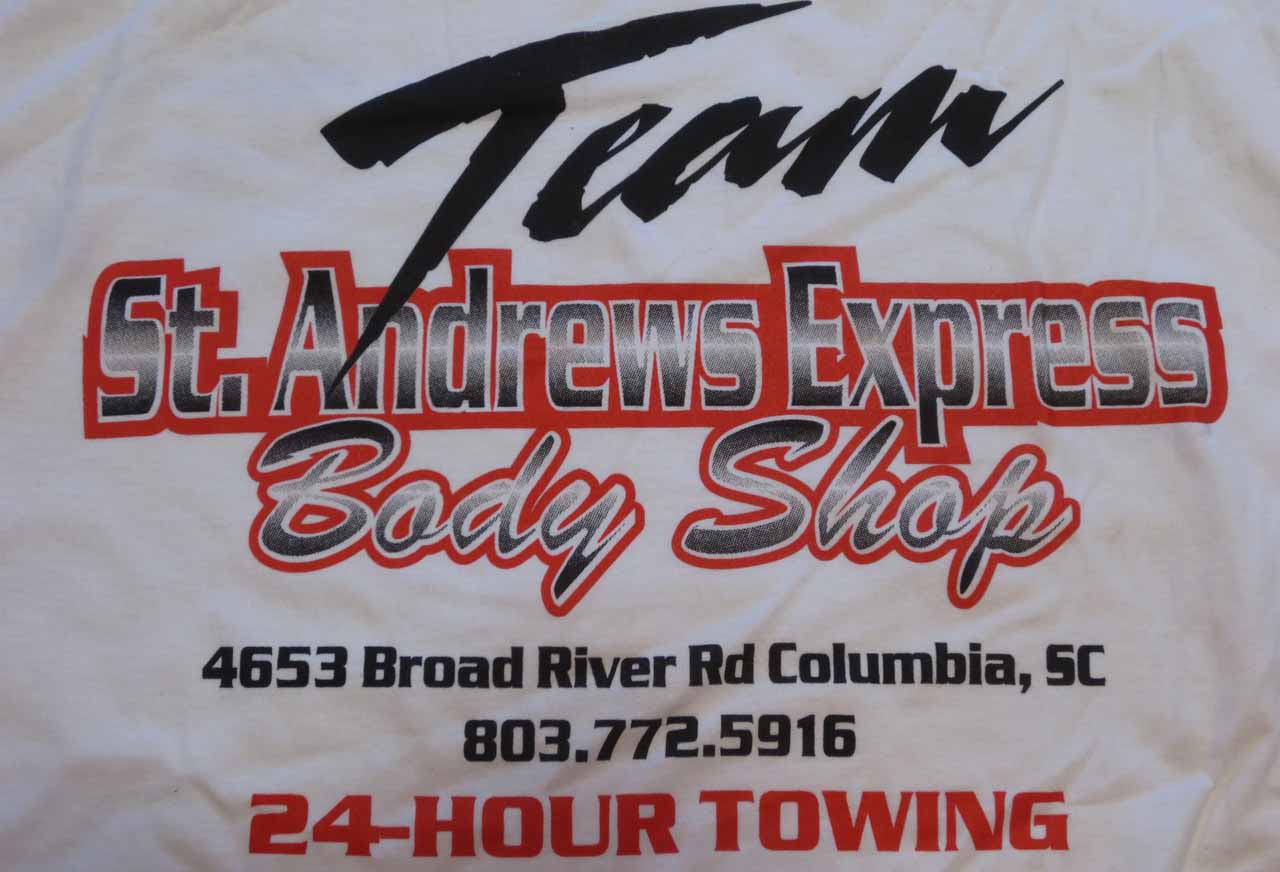 Team
St. Andrews Express
Body Shop
4653 Broad River Rd Columbia, SC
803.772.5916
24-HOUR TOWING